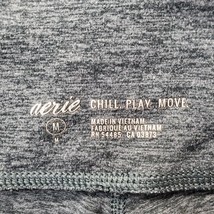 aerie CHILL. PLAY. MOVE.
M
MADE IN VIETNAM
FABRIQUÉ AU VIETNAM
RN 54485 CA 03973